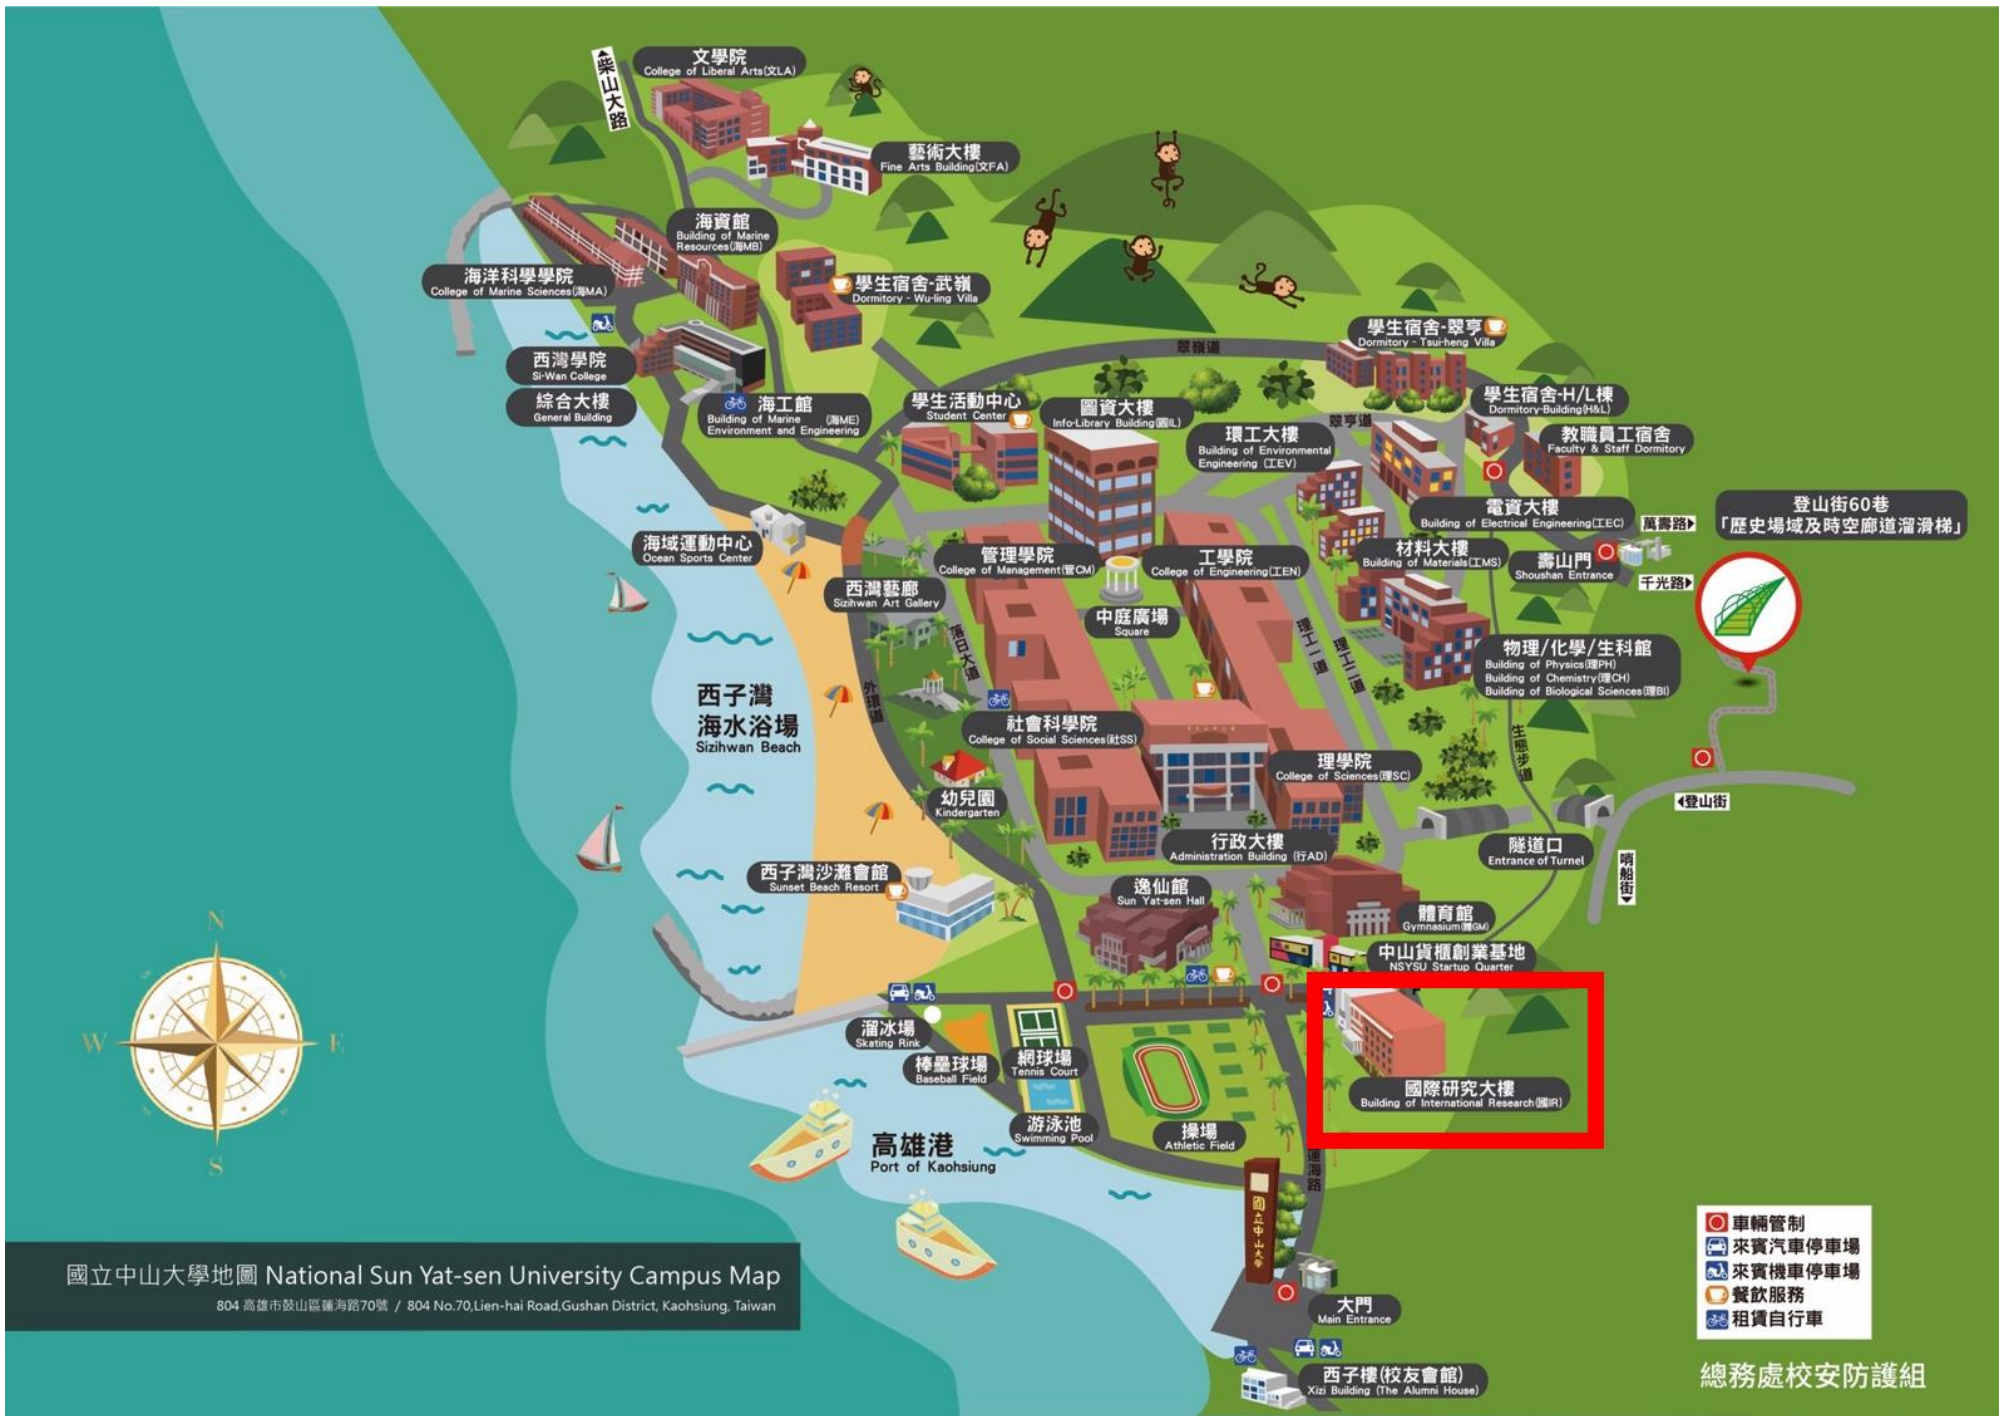 柴山大路
文學院
College of Liberal Arts(文LA)
藝術大樓
Fine Arts Building(文FA)
海資館
Building of Marine
Resources(海MB)
海洋科學學院
College of Marine Sciences(海MA)
學生宿舍-武嶺
Dormitory - Wu-ling Villa
西灣學院
Si-Wan College
綜合大樓
General Building
海工館
Building of Marine (海ME)
Environment and Engineering
翠嶺道
學生宿舍-翠亨
Dormitory - Tsui-heng Villa
學生活動中心
Student Center
圖資大樓
Info-Library Building(圖IL)
環工大樓
Building of Environmental
Engineering (工EV)
翠亨道
學生宿舍-H/L棟
Dormitory-Building(H&L)
教職員工宿舍
Faculty & Staff Dormitory
電資大樓
Building of Electrical Engineering(工EC)
萬壽路
登山街60巷
「歷史場域及時空廊道溜滑梯」
海域運動中心
Ocean Sports Center
管理學院
College of Management(管CM)
工學院
College of Engineering(工EN)
材料大樓
Building of Materials(工MS)
壽山門
Shoushan Entrance
千光路
西灣藝廊
Sizihwan Art Gallery
中庭廣場
Square
落日大道
理工一道
理工二道
物理/化學/生科館
Building of Physics(理PH)
Building of Chemistry(理CH)
Building of Biological Sciences(理BI)
西子灣
海水浴場
Sizihwan Beach
外環道
社會科學院
College of Social Sciences(社SS)
理學院
College of Sciences(理SC)
生態步道
幼兒園
Kindergarten
登山街
行政大樓
Administration Building (行AD)
隧道口
Entrance of Turnel
哨船街
西子灣沙灘會館
Sunset Beach Resort
逸仙館
Sun Yat-sen Hall
體育館
Gymnasium(體GM)
中山貨櫃創業基地
NSYSU Startup Quarter
N
W
E
S
溜冰場
Skating Rink
棒壘球場
Baseball Field
網球場
Tennis Court
游泳池
Swimming Pool
操場
Athletic Field
國際研究大樓
Building of International Research(國IR)
高雄港
Port of Kaohsiung
蓮海路
國立中山大學
大門
Main Entrance
西子樓(校友會館)
Xizi Building (The Alumni House)
國立中山大學地圖 National Sun Yat-sen University Campus Map
804 高雄市鼓山區蓮海路70號 / 804 No.70,Lien-hai Road,Gushan District, Kaohsiung, Taiwan
車輛管制
來賓汽車停車場
來賓機車停車場
餐飲服務
租賃自行車
總務處校安防護組